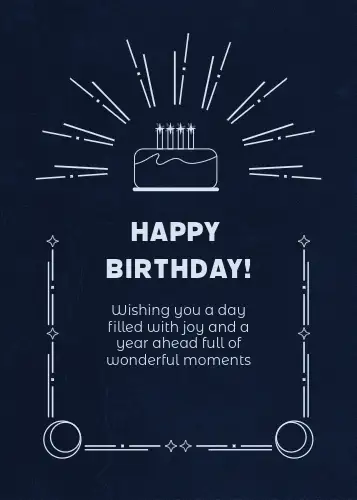 HAPPY
BIRTHDAY!
Wishing you a day
filled with joy and a
year ahead full of
wonderful moments